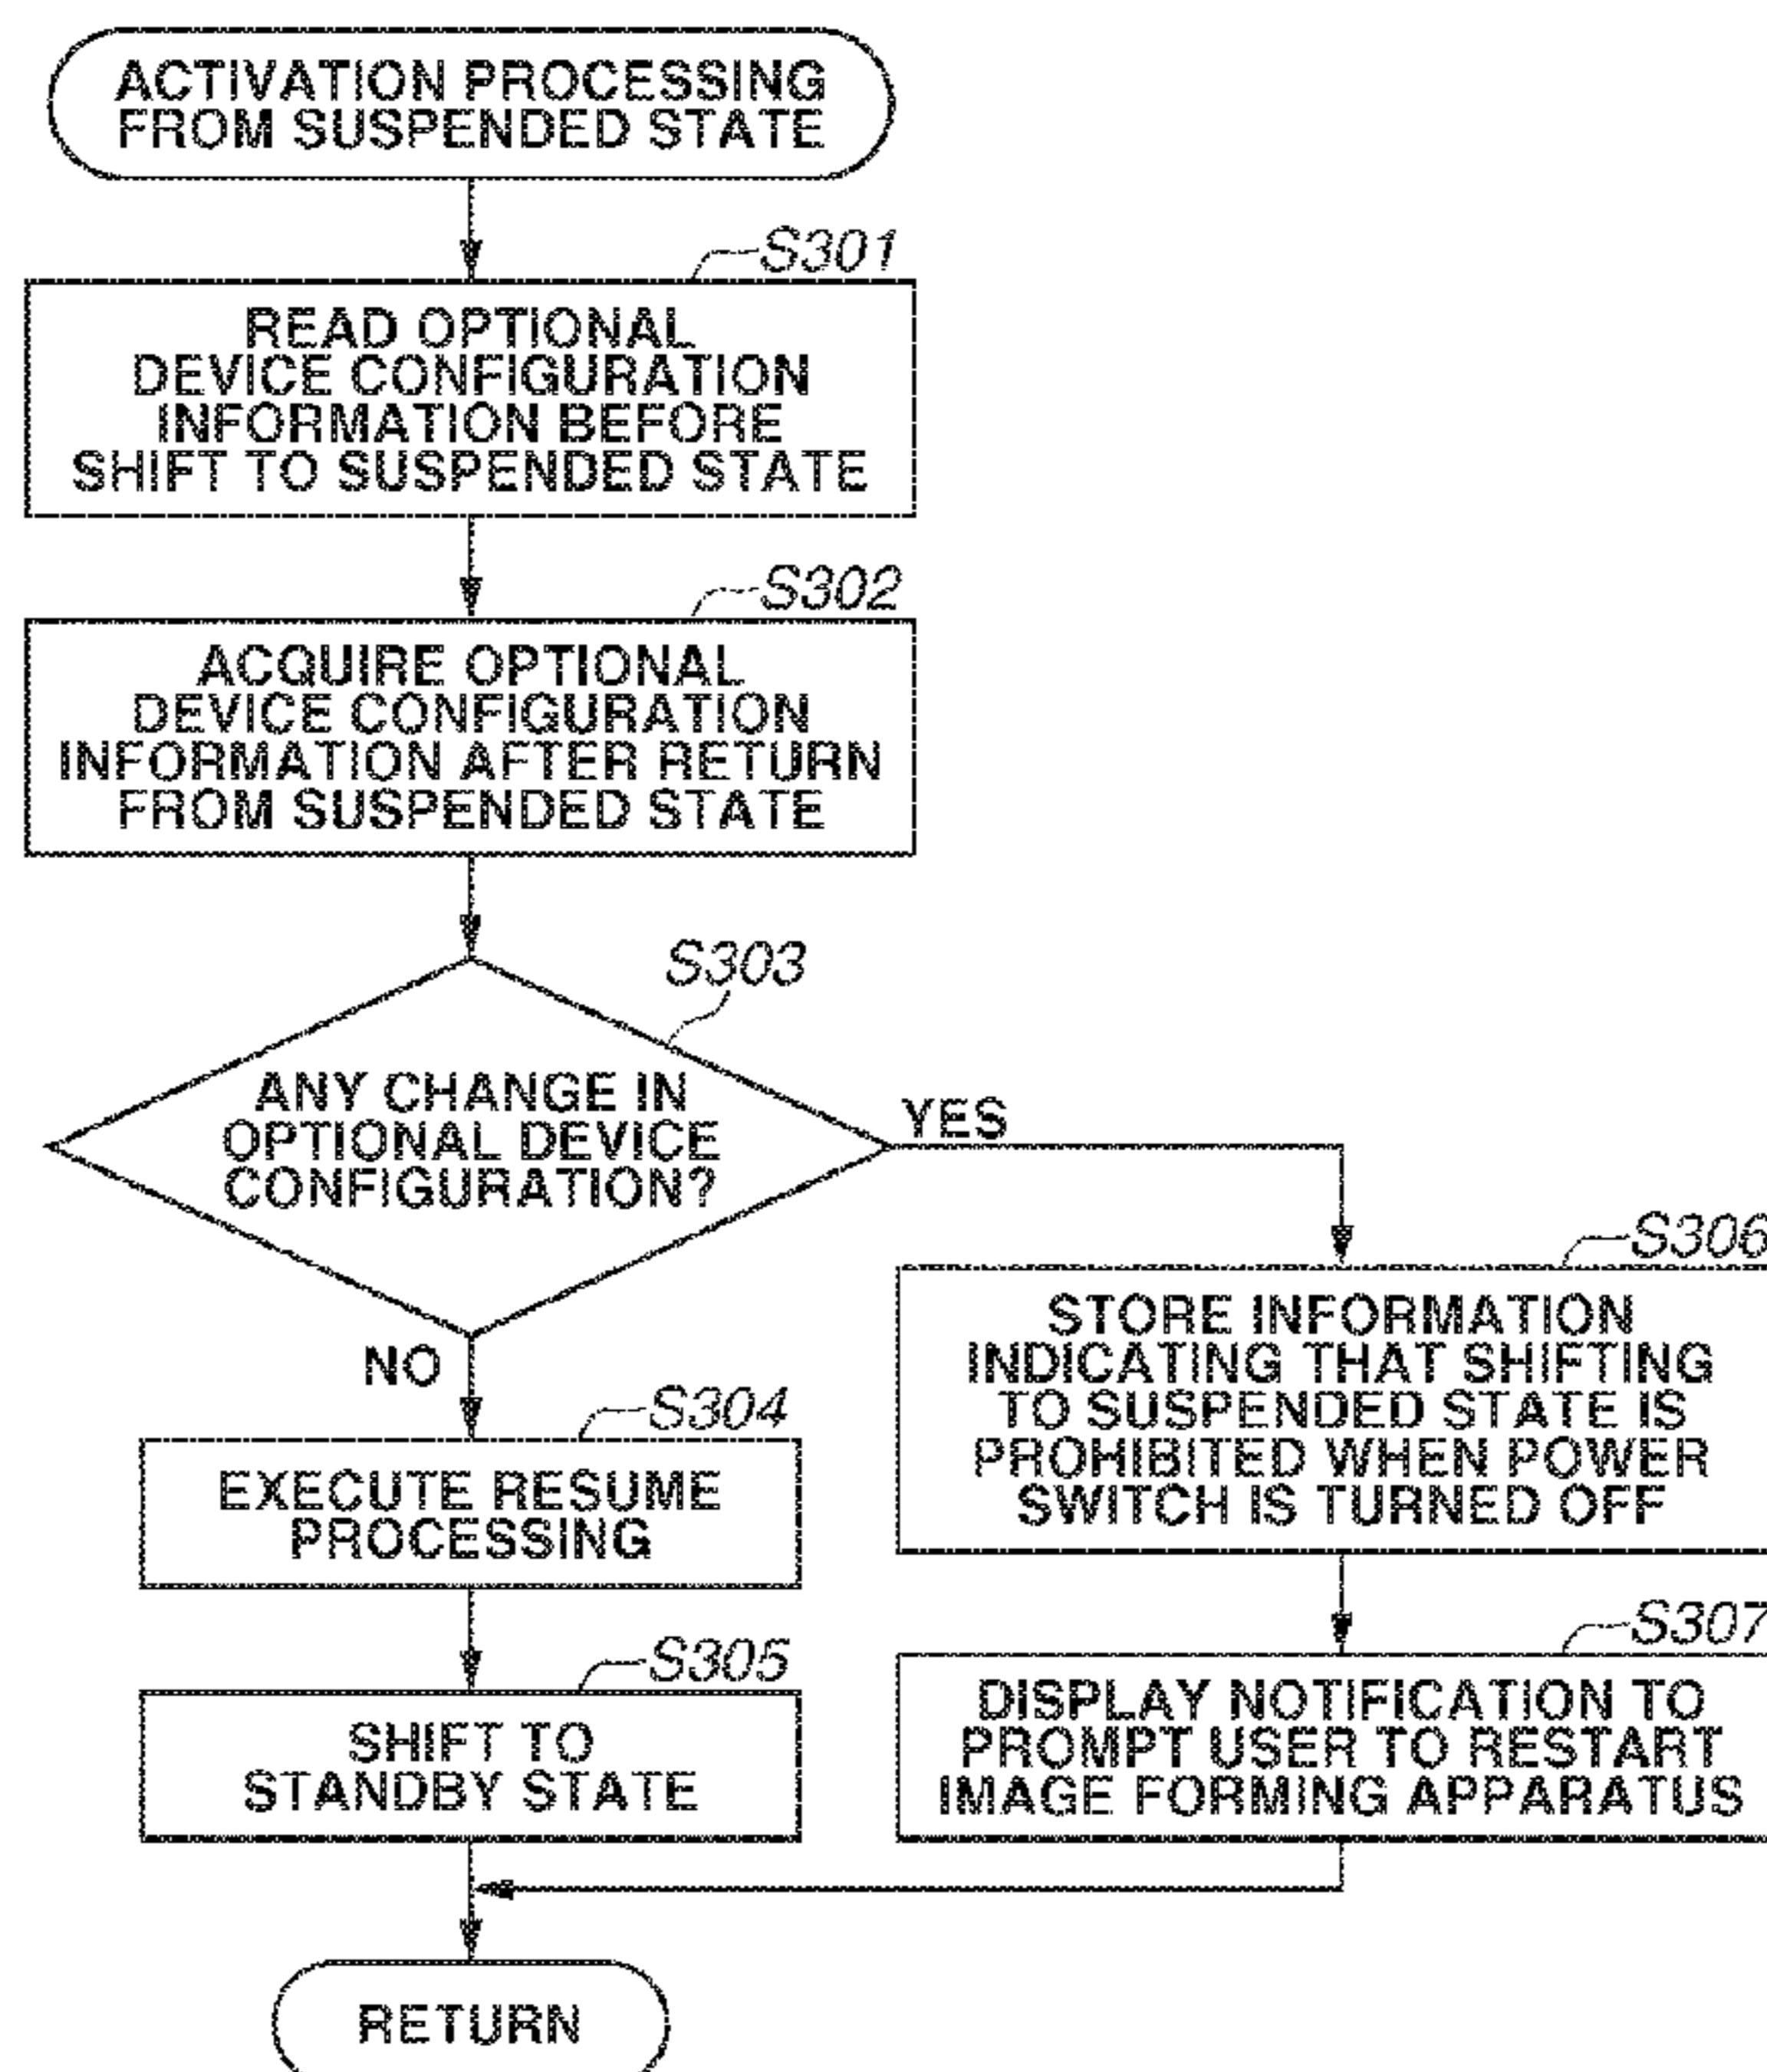 ACTIVATION PROCESSING
FROM SUSPENDED STATE
S301
READ OPTIONAL
DEVICE CONFIGURATION
INFORMATION BEFORE
SHIFT TO SUSPENDED STATE
S302
ACQUIRE OPTIONAL
DEVICE CONFIGURATION
INFORMATION AFTER RETURN
FROM SUSPENDED STATE
S303
ANY CHANGE IN
OPTIONAL DEVICE
CONFIGURATION?
YES
NO
S304
EXECUTE RESUME
PROCESSING
S305
SHIFT TO
STANDBY STATE
S306
STORE INFORMATION
INDICATING THAT SHIFTING
TO SUSPENDED STATE IS
PROHIBITED WHEN POWER
SWITCH IS TURNED OFF
S307
DISPLAY NOTIFICATION TO
PROMPT USER TO RESTART
IMAGE FORMING APPARATUS
RETURN